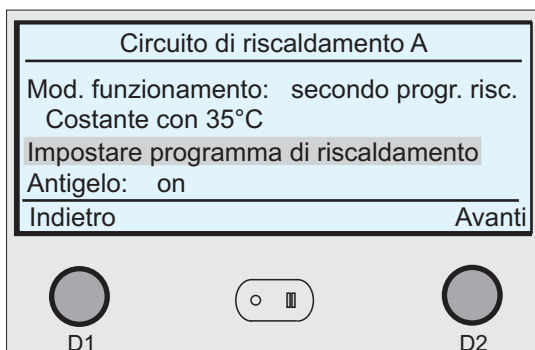 Circuito di riscaldamento A
Mod. funzionamento: secondo progr. risc.
Costante con 35°C
Impostare programma di riscaldamento
Antigelo: on
Indietro Avanti
D1 D2